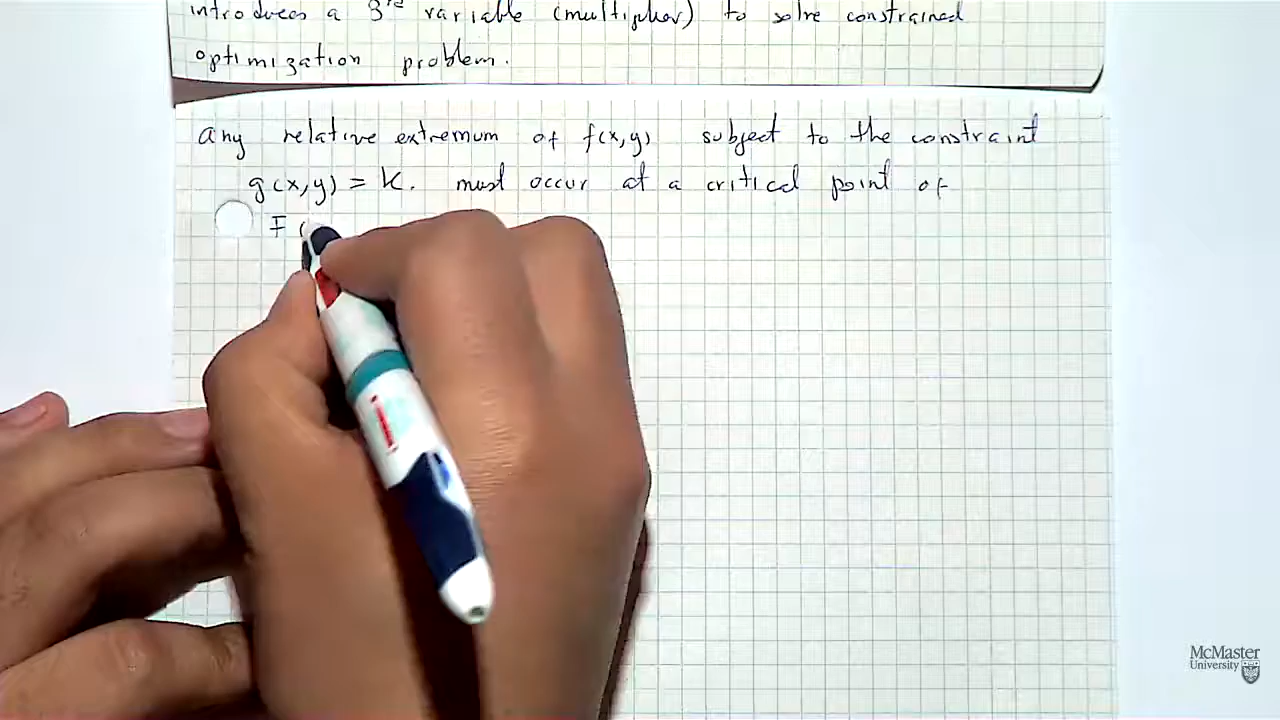 introduces a 3rd variable (multiplier) to solve constrained
optimization problem.
any relative extremum of f(x,y) subject to the constraint
g(x,y) = K. must occur at a critical point of
F (
McMaster
University